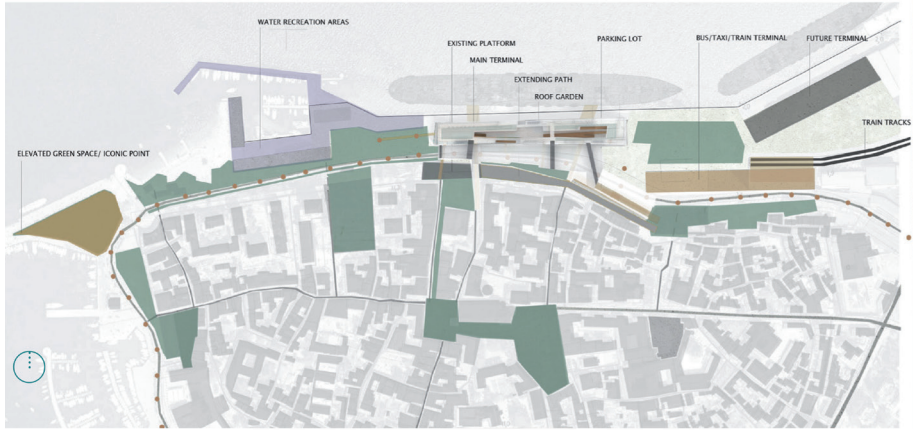 WATER RECREATION AREAS
EXISTING PLATFORM
MAIN TERMINAL
EXTENDING PATH
ROOF GARDEN
PARKING LOT
BUS/TAXI/TRAIN TERMINAL
FUTURE TERMINAL
TRAIN TRACKS
ELEVATED GREEN SPACE/ ICONIC POINT